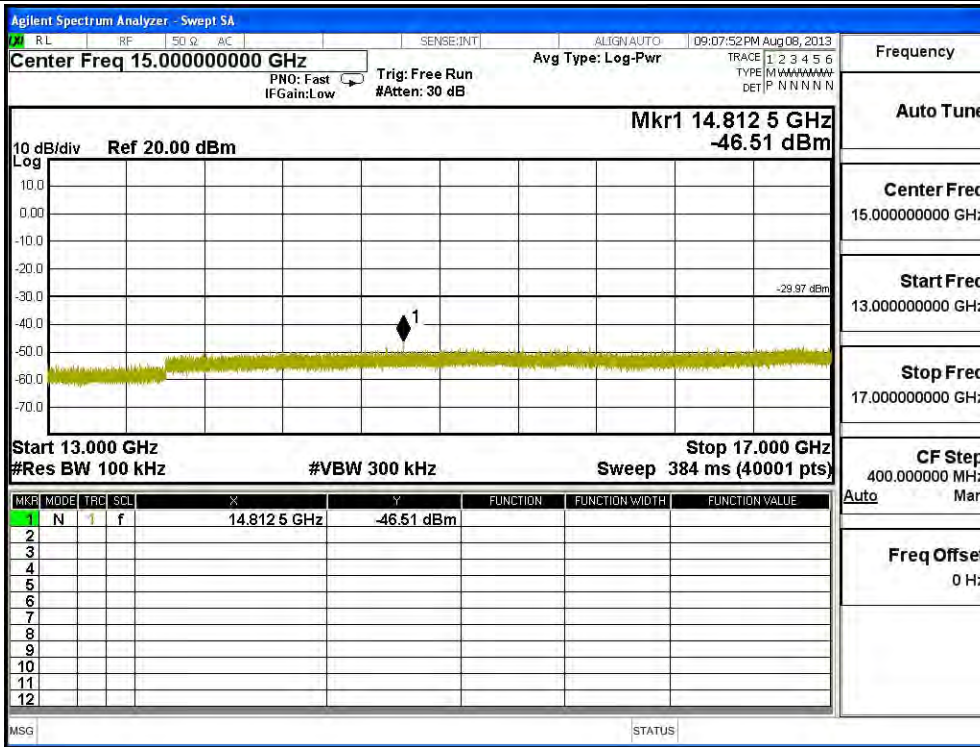 Agilent Spectrum Analyzer - Swept SA
RL RF 50 Ω AC SENSE:INT ALIGN AUTO 09:07:52 PM Aug 08, 2013
Center Freq 15.000000000 GHz
PNO: Fast
IFGain:Low
Trig: Free Run
#Atten: 30 dB
Avg Type: Log-Pwr
TRACE 1 2 3 4 5 6
TYPE M
DET P N N N N N
Mkr1 14.812 5 GHz
-46.51 dBm
10 dB/div Ref 20.00 dBm
Log
10.0
0.00
-10.0
-20.0
-30.0
-29.97 dBm
-40.0
1
-50.0
-60.0
-70.0
Start 13.000 GHz Stop 17.000 GHz
#Res BW 100 kHz #VBW 300 kHz Sweep 384 ms (40001 pts)
MKR MODE TRC SCL X Y FUNCTION FUNCTION WIDTH FUNCTION VALUE
1 N 1 f 14.812 5 GHz -46.51 dBm
2
3
4
5
6
7
8
9
10
11
12
MSG STATUS
Frequency
Auto Tune
Center Freq
15.000000000 GHz
Start Freq
13.000000000 GHz
Stop Freq
17.000000000 GHz
CF Step
400.000000 MHz
Auto Man
Freq Offset
0 Hz